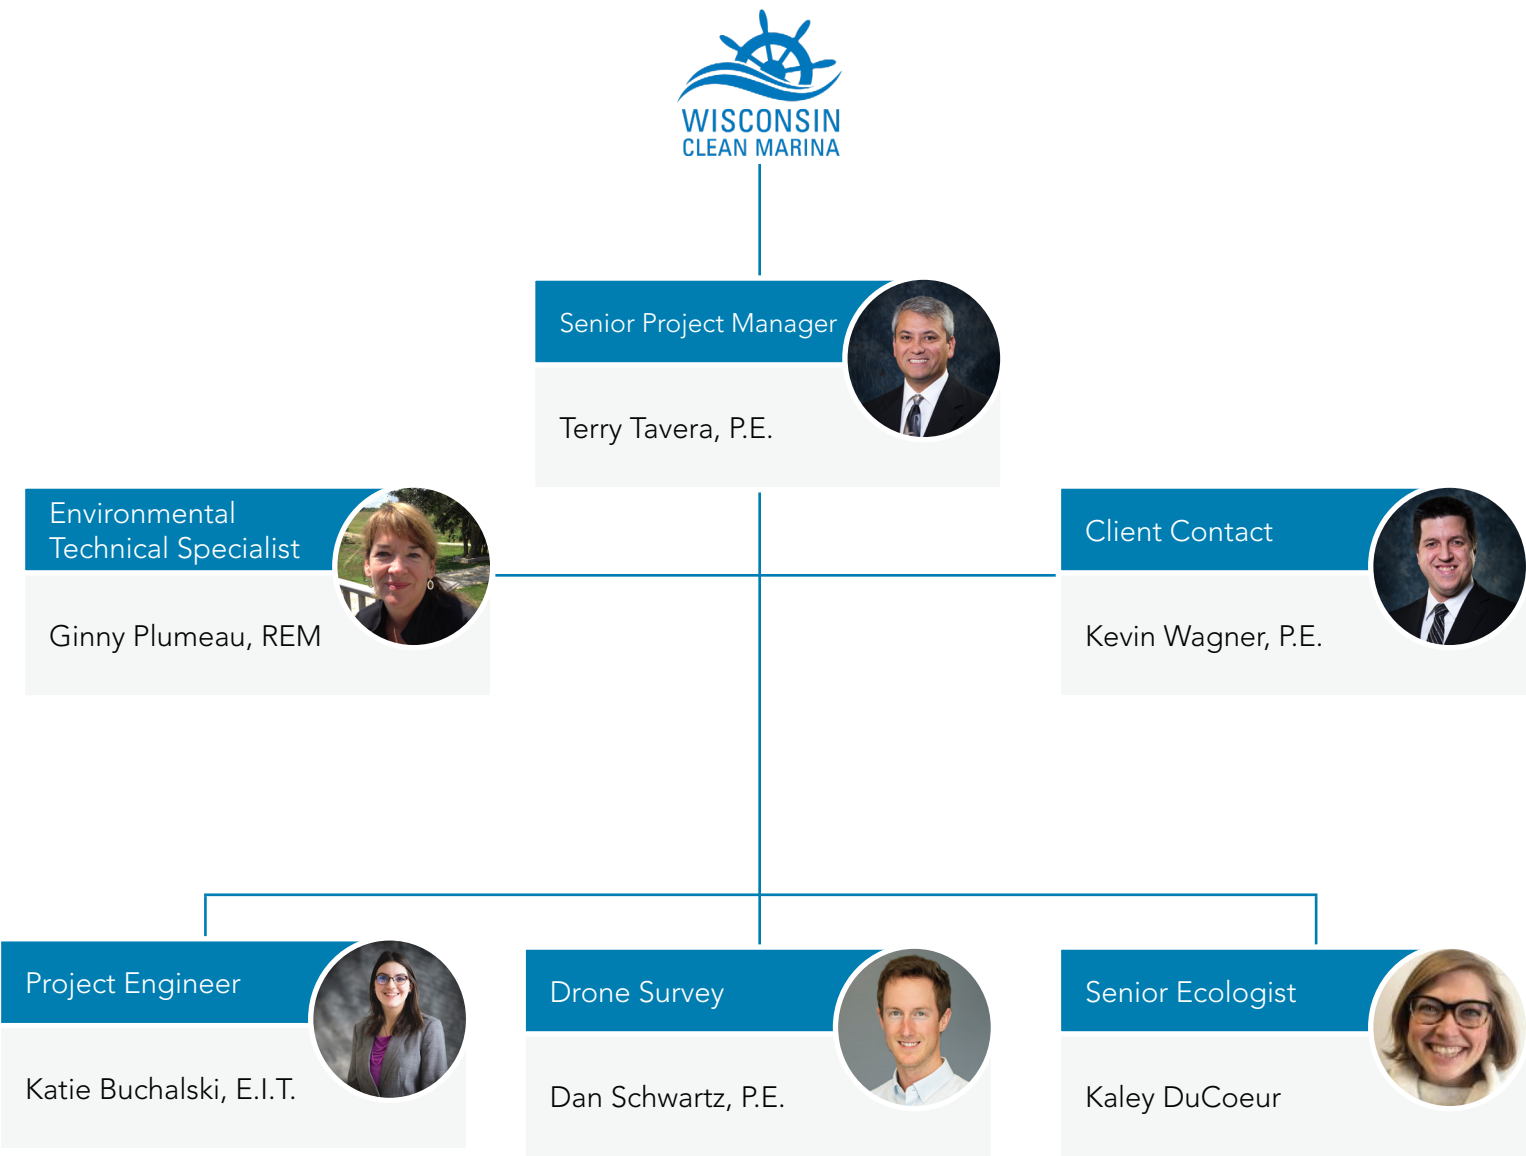 WISCONSIN
CLEAN MARINA
Senior Project Manager
Terry Tavera, P.E.
Environmental
Technical Specialist
Ginny Plumeau, REM
Client Contact
Kevin Wagner, P.E.
Project Engineer
Katie Buchalski, E.I.T.
Drone Survey
Dan Schwartz, P.E.
Senior Ecologist
Kaley DuCoeur